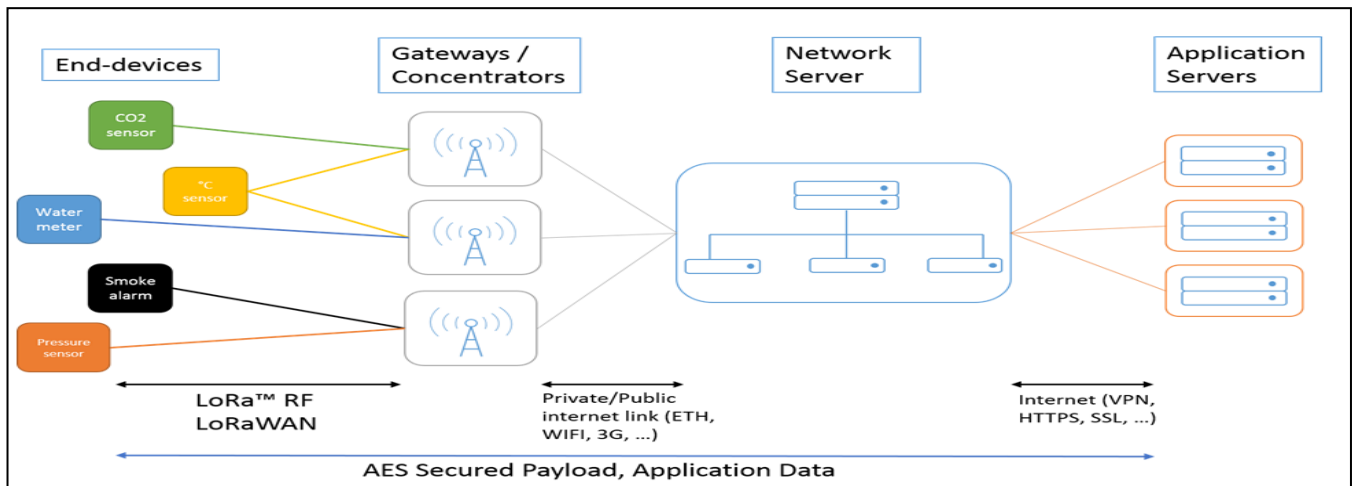 End-devices
Gateways /
Concentrators
Network
Server
Application
Servers
CO2
sensor
°C
sensor
Water
meter
Smoke
alarm
Pressure
sensor
LoRa™ RF
LoRaWAN
Private/Public
internet link (ETH,
WIFI, 3G, ...)
Internet (VPN,
HTTPS, SSL, ...)
AES Secured Payload, Application Data